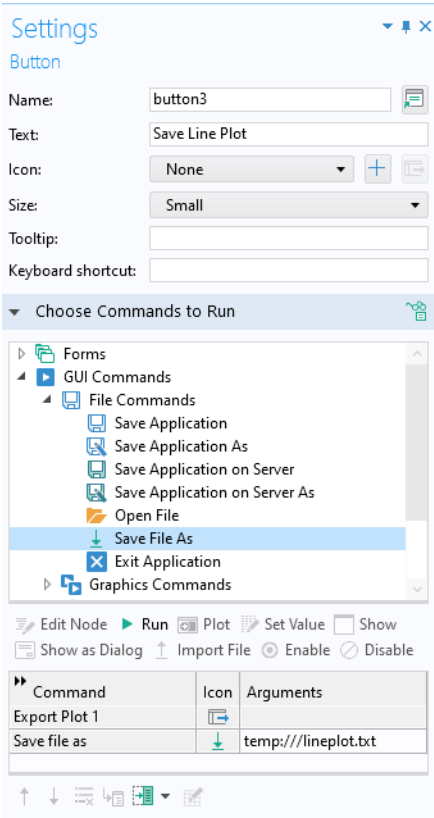 Settings
Button
Name: button3
Text: Save Line Plot
Icon: None
Size: Small
Tooltip:
Keyboard shortcut:
Choose Commands to Run
Forms
GUI Commands
File Commands
Save Application
Save Application As
Save Application on Server
Save Application on Server As
Open File
Save File As
Exit Application
Graphics Commands
Edit Node Run Plot Set Value Show
Show as Dialog Import File Enable Disable
Command Icon Arguments
Export Plot 1
Save file as temp:///lineplot.txt